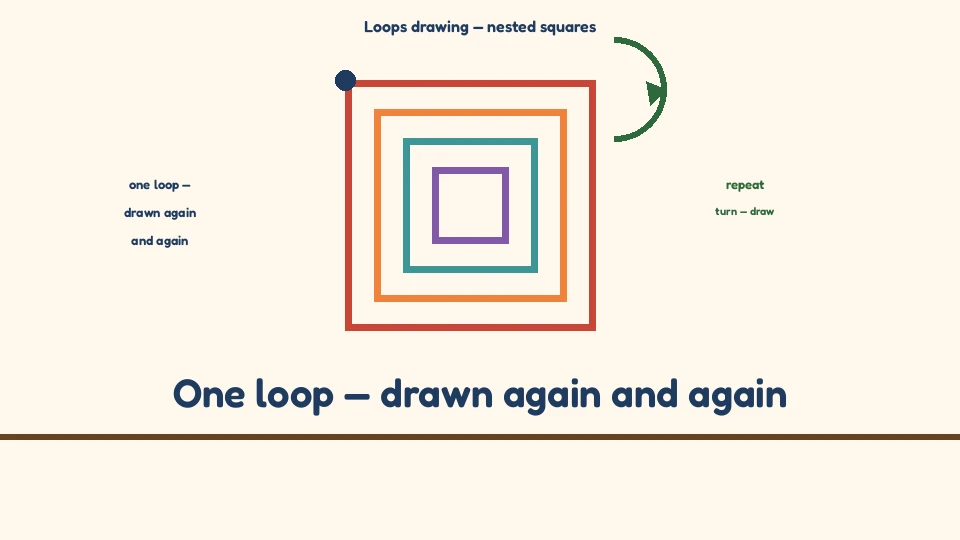 Loops drawing — nested squares
one loop —
drawn again
and again
repeat
turn — draw
One loop — drawn again and again